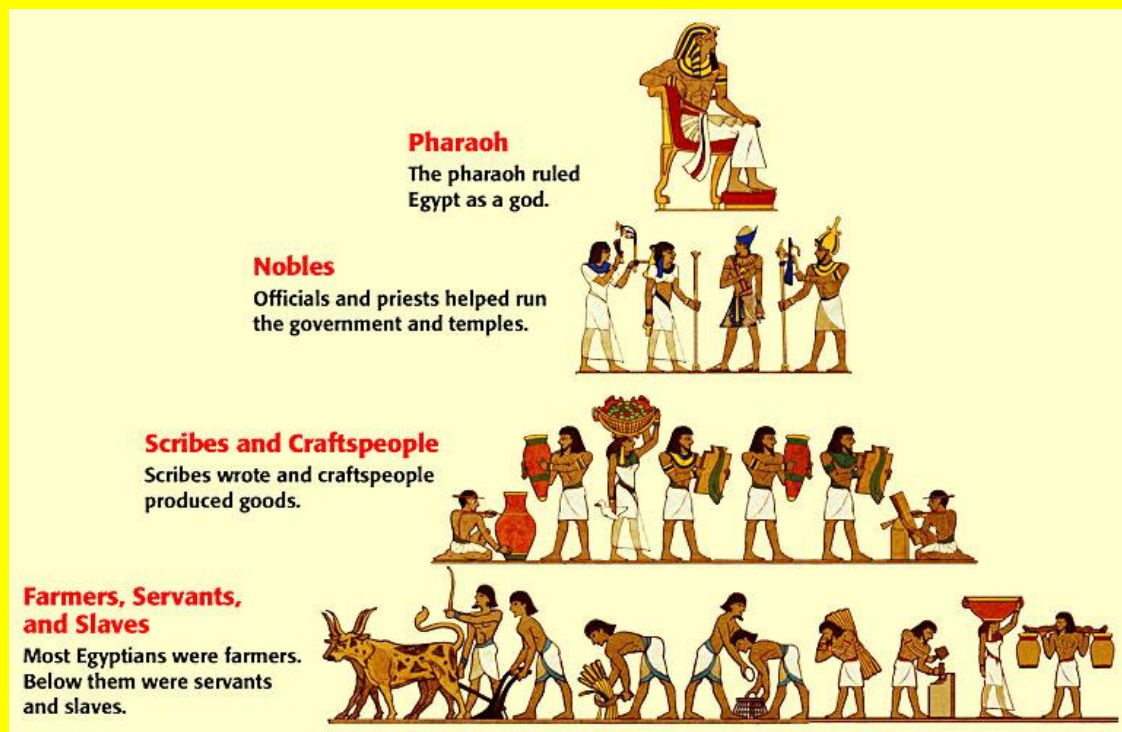 Pharaoh
The pharaoh ruled
Egypt as a god.
Nobles
Officials and priests helped run
the government and temples.
Scribes and Craftspeople
Scribes wrote and craftspeople
produced goods.
Farmers, Servants,
and Slaves
Most Egyptians were farmers.
Below them were servants
and slaves.